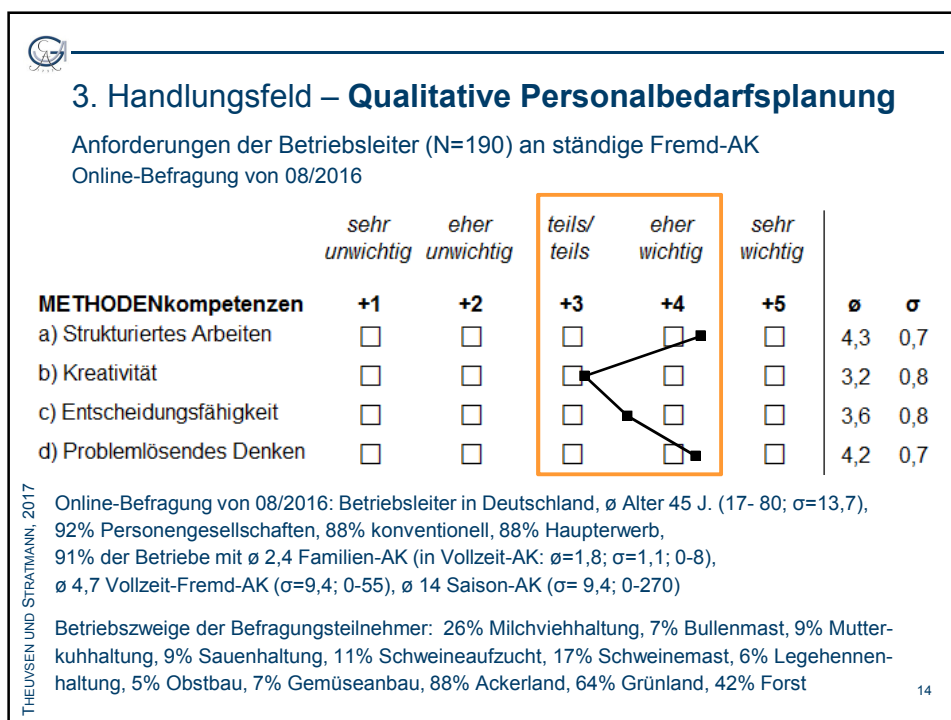 3. Handlungsfeld – Qualitative Personalbedarfsplanung
Anforderungen der Betriebsleiter (N=190) an ständige Fremd-AK
Online-Befragung von 08/2016
sehr unwichtig eher unwichtig teils/ teils eher wichtig sehr wichtig
METHODENkompetenzen +1 +2 +3 +4 +5 ø σ
a) Strukturiertes Arbeiten □ □ □ □ □ 4,3 0,7
b) Kreativität □ □ □ □ □ 3,2 0,8
c) Entscheidungsfähigkeit □ □ □ □ □ 3,6 0,8
d) Problemlösendes Denken □ □ □ □ □ 4,2 0,7
Online-Befragung von 08/2016: Betriebsleiter in Deutschland, ø Alter 45 J. (17- 80; σ=13,7),
92% Personengesellschaften, 88% konventionell, 88% Haupterwerb,
91% der Betriebe mit ø 2,4 Familien-AK (in Vollzeit-AK: ø=1,8; σ=1,1; 0-8),
ø 4,7 Vollzeit-Fremd-AK (σ=9,4; 0-55), ø 14 Saison-AK (σ= 9,4; 0-270)
Betriebszweige der Befragungsteilnehmer: 26% Milchviehhaltung, 7% Bullenmast, 9% Mutter-
kuhhaltung, 9% Sauenhaltung, 11% Schweineaufzucht, 17% Schweinemast, 6% Legehennen-
haltung, 5% Obstbau, 7% Gemüseanbau, 88% Ackerland, 64% Grünland, 42% Forst
THEUVSEN UND STRATMANN, 2017
14